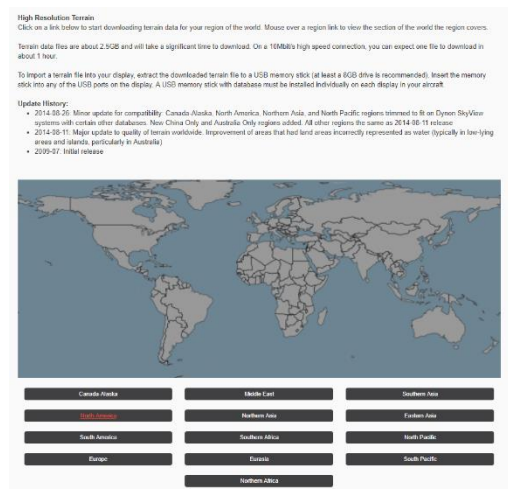 High Resolution Terrain
Click on a link below to start downloading terrain data for your region of the world. Mouse over a region link to view the section of the world the region covers.
Terrain data files are about 2.5GB and will take a significant time to download. On a 16Mbit/s high speed connection, you can expect one file to download in
about 1 hour.
To import a terrain file into your display, extract the downloaded terrain file to a USB memory stick (at least a 8GB drive is recommended). Insert the memory
stick into any of the USB ports on the display. A USB memory stick with database must be installed individually on each display in your aircraft.
Update History:
• 2014-08-26: Minor update for compatibility: Canada-Alaska, North America, Northern Asia, and North Pacific regions trimmed to fit on Dynon SkyView
systems with certain other databases. New China Only and Australia Only regions added. All other regions the same as 2014-08-11 release
• 2014-08-11: Major update to quality of terrain worldwide. Improvement of areas that had land areas incorrectly represented as water (typically in low-lying
areas and islands, particularly in Australia)
• 2009-07: Initial release
Canada Alaska
Middle East
Southern Asia
North America
Northern Asia
Eastern Asia
South America
Southern Africa
North Pacific
Europe
Eurasia
South Pacific
Northern Africa